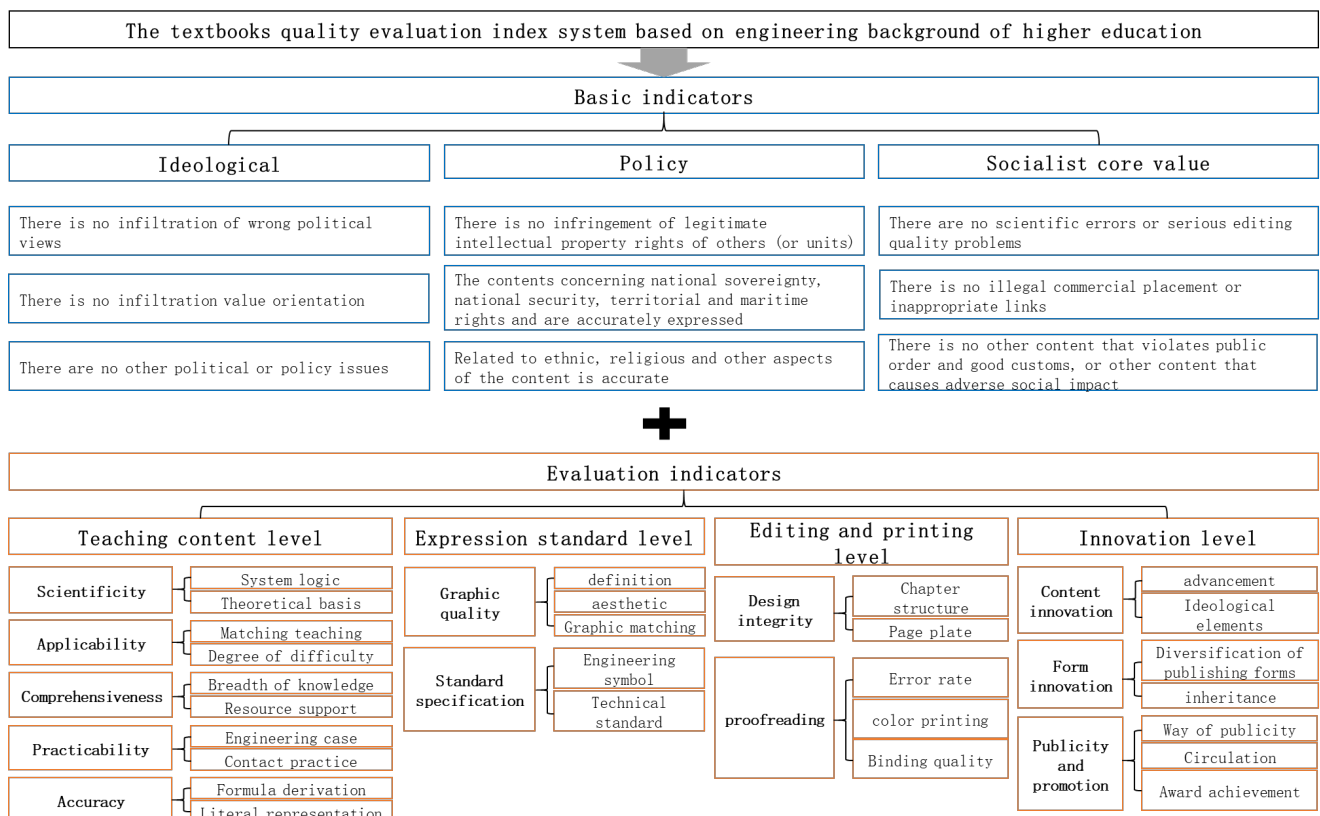 The textbooks quality evaluation index system based on engineering background of higher education
Basic indicators
Ideological
Policy
Socialist core value
There is no infiltration of wrong political
views
There is no infringement of legitimate
intellectual property rights of others (or units)
There are no scientific errors or serious editing
quality problems
There is no infiltration value orientation
The contents concerning national sovereignty,
national security, territorial and maritime
rights and are accurately expressed
There is no illegal commercial placement or
inappropriate links
There are no other political or policy issues
Related to ethnic, religious and other aspects
of the content is accurate
There is no other content that violates public
order and good customs, or other content that
causes adverse social impact
Evaluation indicators
Teaching content level
Scientificity
System logic
Theoretical basis
Applicability
Matching teaching
Degree of difficulty
Comprehensiveness
Breadth of knowledge
Resource support
Practicability
Engineering case
Contact practice
Accuracy
Formula derivation
Literal representation
Expression standard level
Graphic
quality
definition
aesthetic
Graphic matching
Standard
specification
Engineering
symbol
Technical
standard
Editing and printing
level
Design
integrity
Chapter
structure
Page plate
proofreading
Error rate
color printing
Binding quality
Innovation level
Content
innovation
advancement
Ideological
elements
Form
innovation
Diversification of
publishing forms
inheritance
Publicity
and
promotion
Way of publicity
Circulation
Award achievement